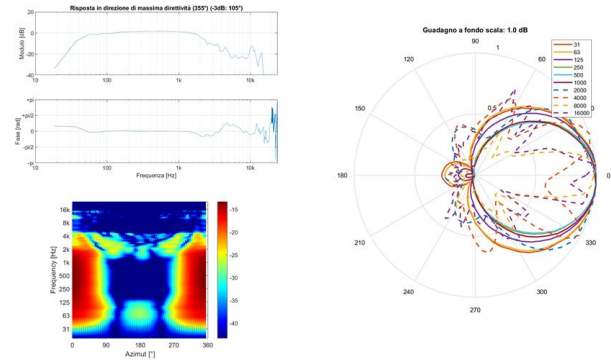 Risposta in direzione di massima direttività (355°) (-3dB: 105°)
Modulo [dB]
20
0
-20
-40
10
100
1k
10k
Fase [rad]
+pi
+pi/2
0
-pi/2
-pi
10
100
1k
10k
Frequenza [Hz]
Frequency [Hz]
16k
8k
4k
2k
1k
500
250
125
63
31
0
90
180
270
360
Azimut [°]
-15
-20
-25
-30
-35
-40
Guadagno a fondo scala: 1.0 dB
90
60
120
150
180
210
240
270
300
330
0
1
0.5
31
63
125
250
500
1000
2000
4000
8000
16000